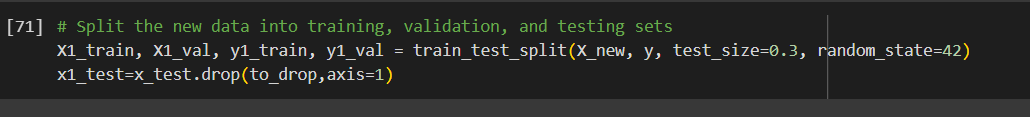 [71] # Split the new data into training, validation, and testing sets
X1_train, X1_val, y1_train, y1_val = train_test_split(X_new, y, test_size=0.3, random_state=42)
x1_test=x_test.drop(to_drop,axis=1)